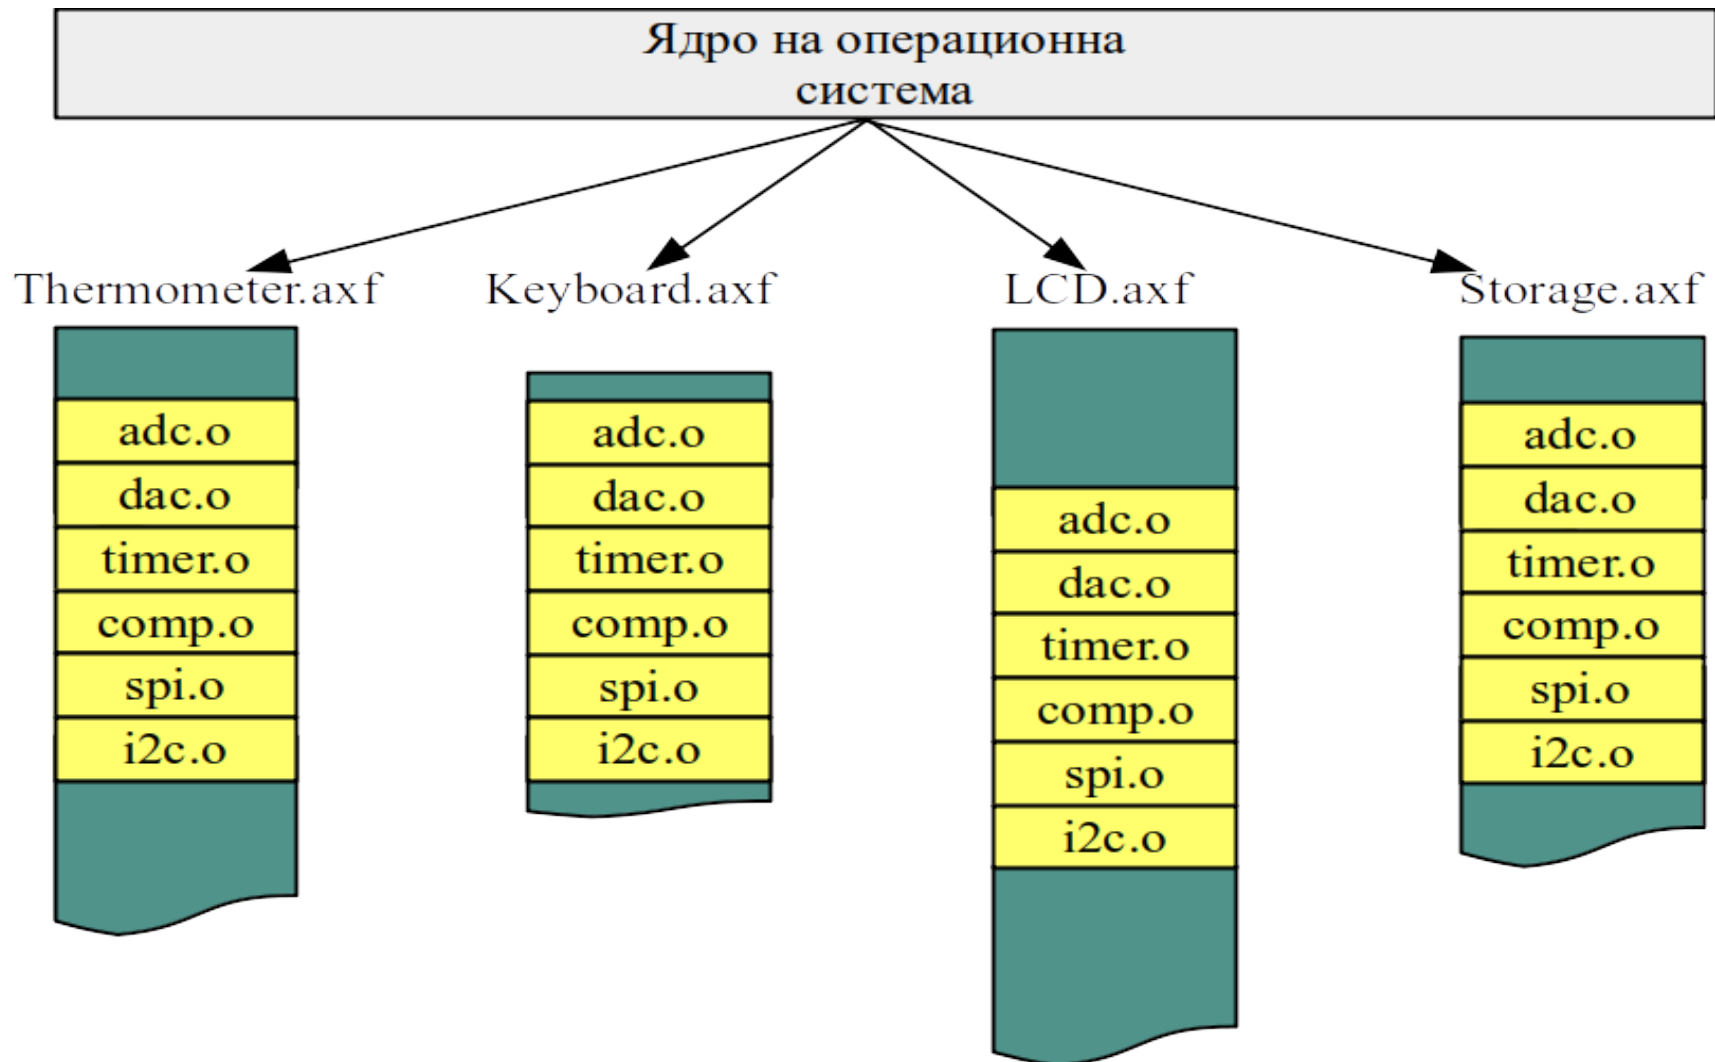 Ядро на операционна
система
Thermometer.axf
Keyboard.axf
LCD.axf
Storage.axf
adc.o
dac.o
timer.o
comp.o
spi.o
i2c.o
adc.o
dac.o
timer.o
comp.o
spi.o
i2c.o
adc.o
dac.o
timer.o
comp.o
spi.o
i2c.o
adc.o
dac.o
timer.o
comp.o
spi.o
i2c.o